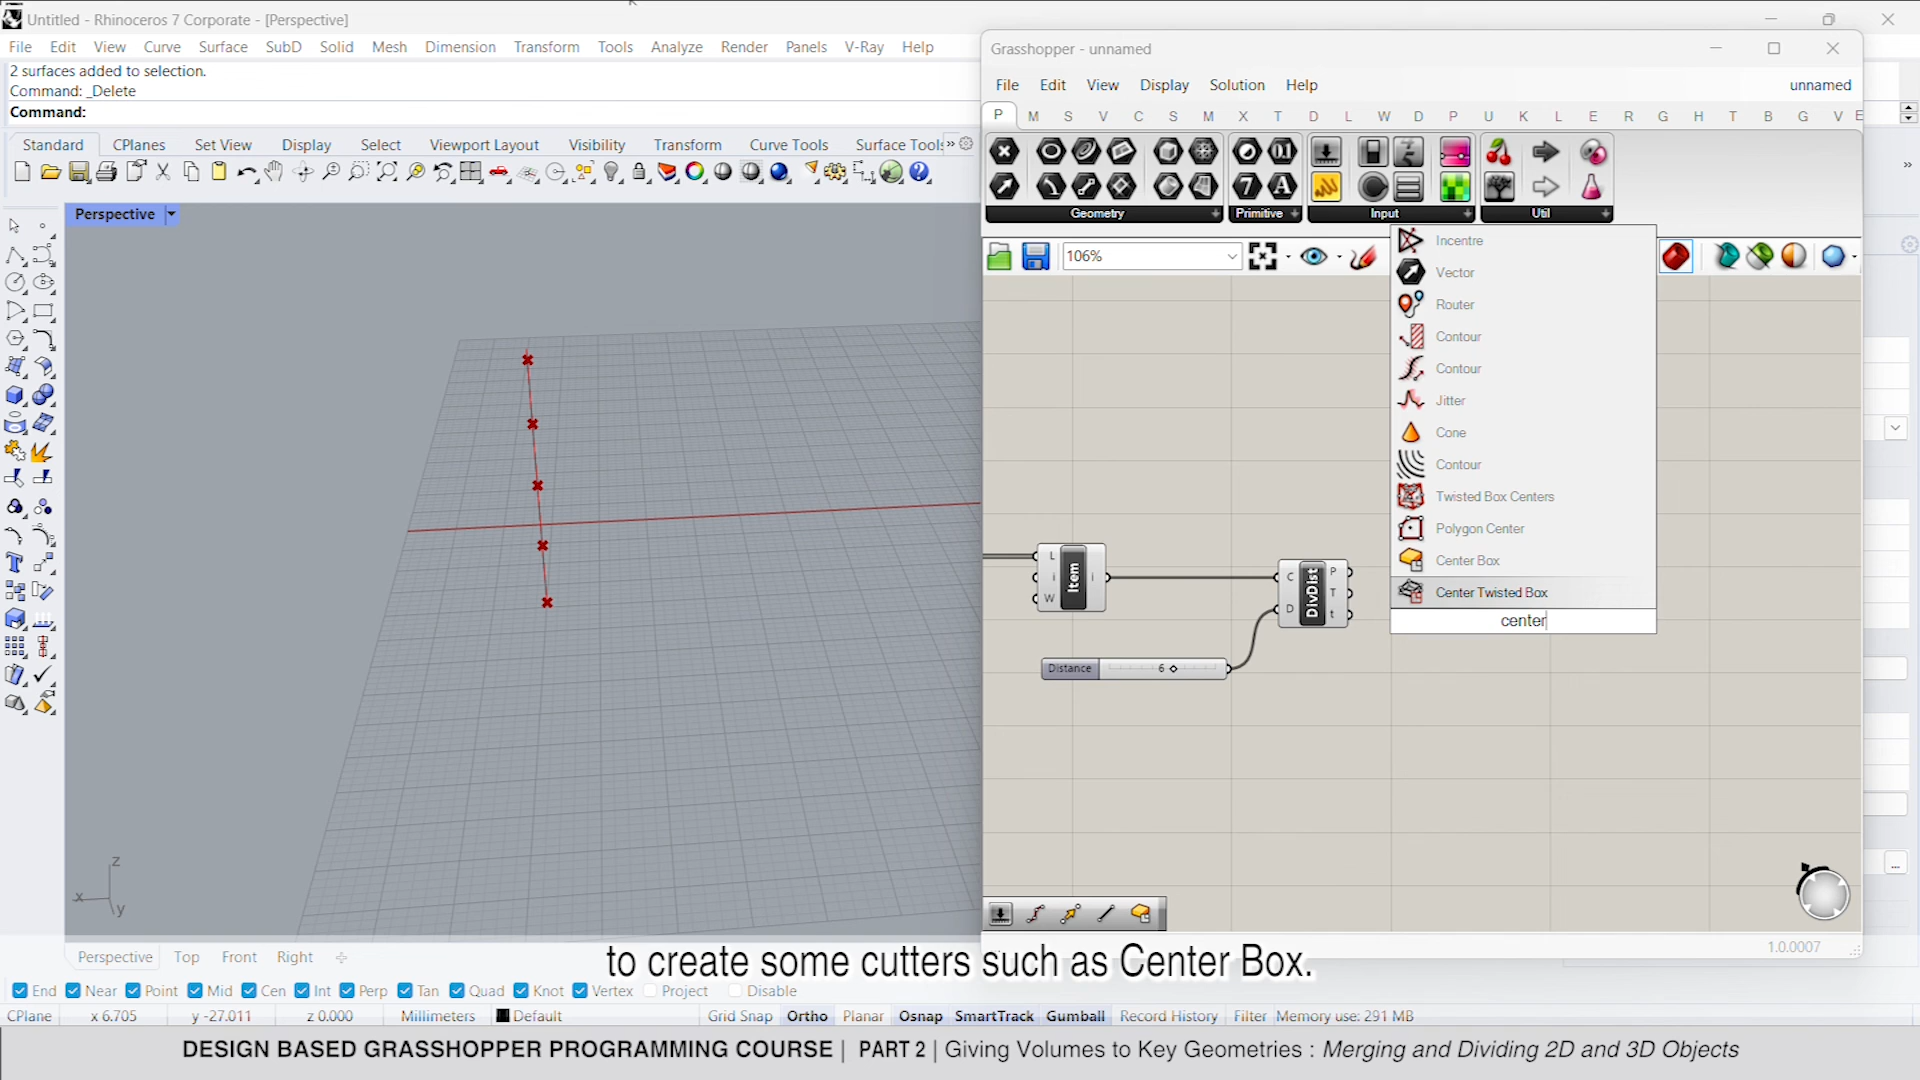 Untitled - Rhinoceros 7 Corporate - [Perspective]
File Edit View Curve Surface SubD Solid Mesh Dimension Transform Tools Analyze Render Panels V-Ray Help
2 surfaces added to selection.
Command: _Delete
Command:
Standard CPlanes Set View Display Select Viewport Layout Visibility Transform Curve Tools Surface Tools
Perspective
z
x
y
Grasshopper - unnamed
File Edit View Display Solution Help unnamed
P M S V C S M X T D L W D P U K L E R G H T B G V E
Geometry Primitive Input Util
106%
Incentre
Vector
Router
Contour
Contour
Jitter
Cone
Contour
Twisted Box Centers
Polygon Center
Center Box
Center Twisted Box
center
L
i
W
Item
i
C
D
DivDist
P
T
t
Distance 6
1.0.0007
to create some cutters such as Center Box.
Perspective Top Front Right
End Near Point Mid Cen Int Perp Tan Quad Knot Vertex Project Disable
CPlane x 6.705 y -27.011 z 0.000 Millimeters Default Grid Snap Ortho Planar Osnap SmartTrack Gumball Record History Filter Memory use: 291 MB
DESIGN BASED GRASSHOPPER PROGRAMMING COURSE | PART 2 | Giving Volumes to Key Geometries : Merging and Dividing 2D and 3D Objects